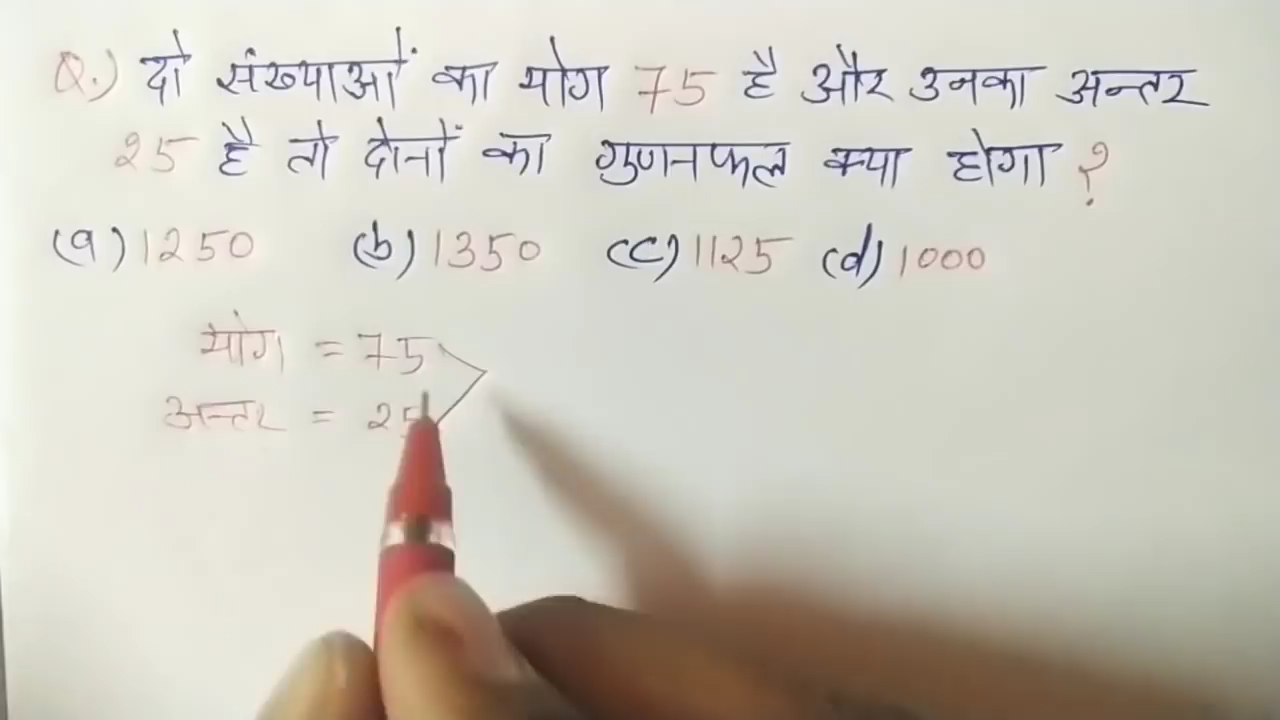 Q.) दो संख्याओं का योग 75 है और उनका अन्तर
25 है तो दोनों का गुणनफल क्या होगा ?
(a) 1250 (b) 1350 (c) 1125 (d) 1000
योग = 75
अन्तर = 25